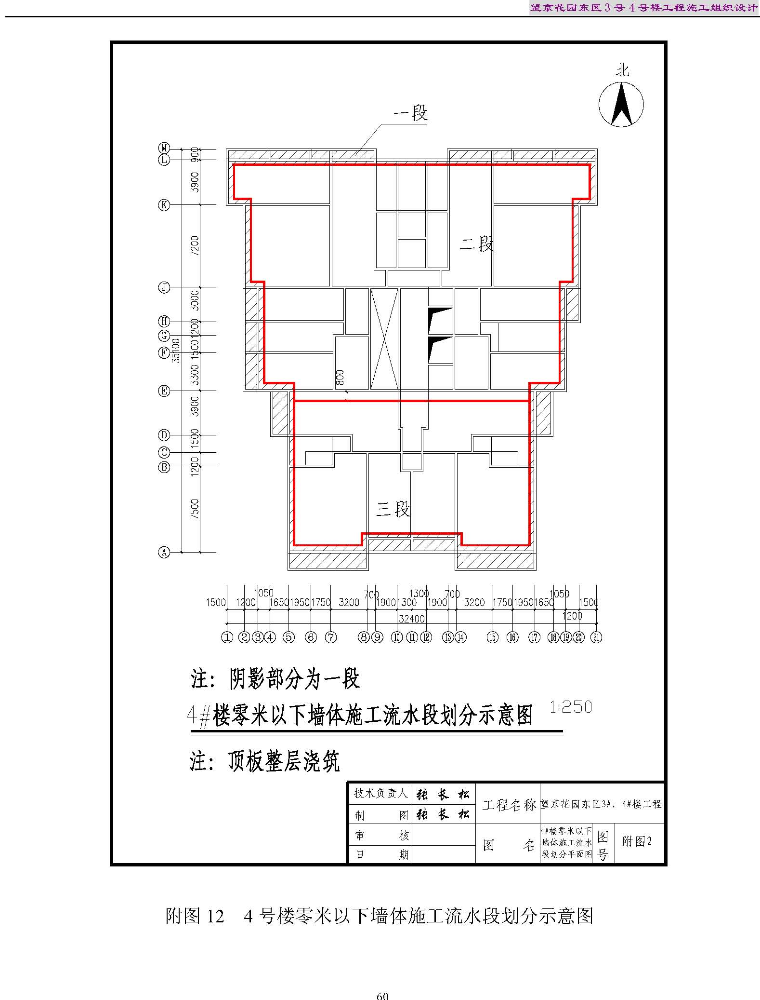 望京花园东区3号4号楼工程施工组织设计
北
一段
M
L
K
J
H
G
F
E
D
C
B
A
900
3900
7200
3000
1200
1500
3300
3900
1500
1200
7500
35100
二段
800
三段
1050 700 1300 700 1050
1500 1200 1650 1950 1750 3200 1900 1300 1900 3200 1750 1950 1650 1500
32400 1200
① ② ③ ④ ⑤ ⑥ ⑦ ⑧ ⑨ ⑩ ⑪ ⑫ ⑬ ⑭ ⑮ ⑯ ⑰ ⑱ ⑲ ⑳ ㉑
注：阴影部分为一段
4#楼零米以下墙体施工流水段划分示意图 1:250
注：顶板整层浇筑
技术负责人 张长松
制图 张长松
审核
日期
工程名称 望京花园东区3#、4#楼工程
图名
4#楼零米以下
墙体施工流水
段划分平面图
图号 附图2
附图 12 4 号楼零米以下墙体施工流水段划分示意图
60